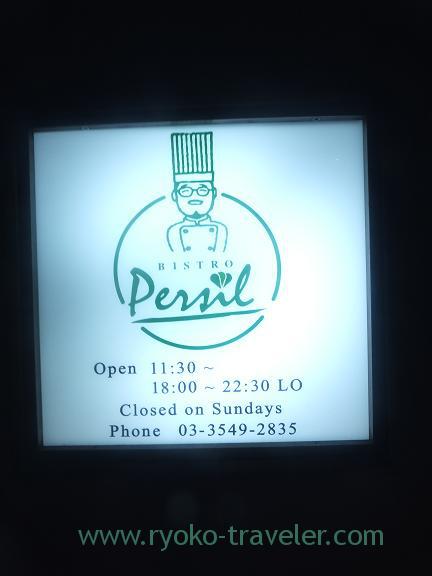 BISTRO
Persil
Open 11:30 ~
18:00 ~ 22:30 LO
Closed on Sundays
Phone 03-3549-2835
www.ryoko-traveler.com